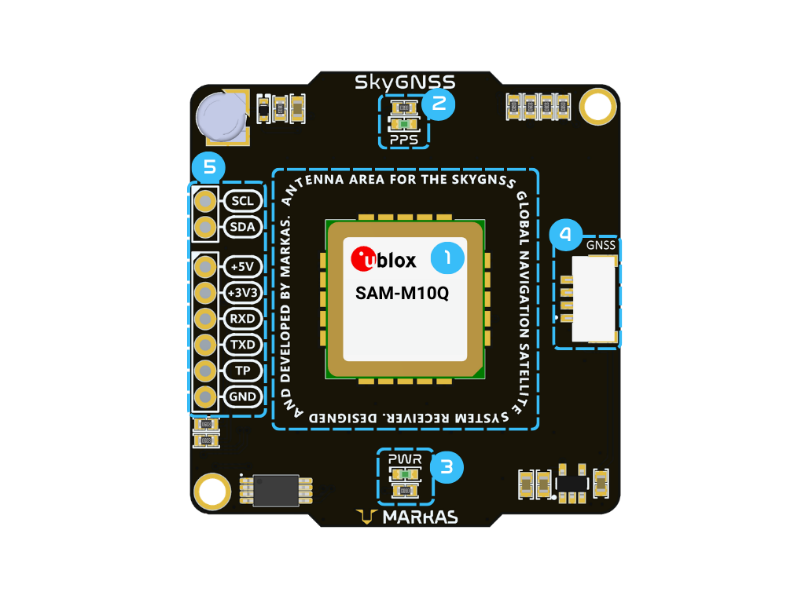 SkyGNSS
2
PPS
5
ANTENNA AREA FOR THE SKYGNSS GLOBAL NAVIGATION SATELLITE SYSTEM RECEIVER. DESIGNED AND DEVELOPED BY MARKAS.
SCL
SDA
4
GNSS
ublox
1
SAM-M10Q
+5V
+3V3
RXD
TXD
TP
GND
PWR
3
MARKAS